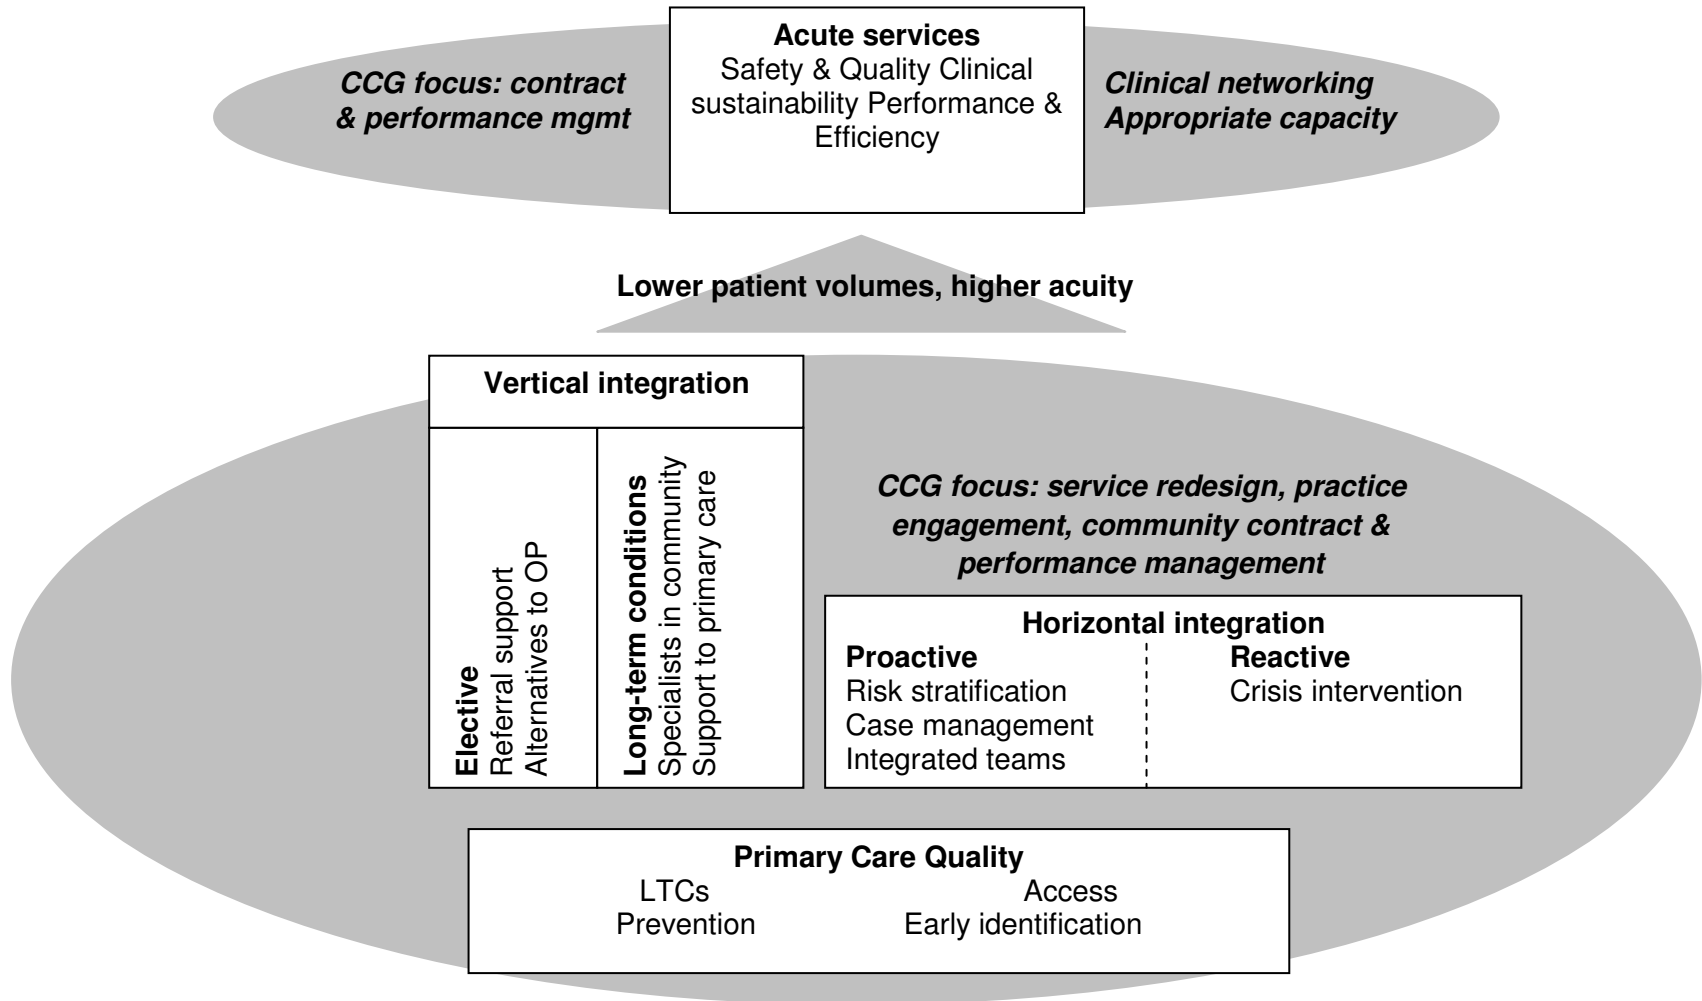 Acute services
Safety & Quality Clinical
sustainability Performance &
Efficiency
CCG focus: contract
& performance mgmt
Clinical networking
Appropriate capacity
Lower patient volumes, higher acuity
Vertical integration
Elective
Referral support
Alternatives to OP
Long-term conditions
Specialists in community
Support to primary care
CCG focus: service redesign, practice
engagement, community contract &
performance management
Horizontal integration
Proactive
Risk stratification
Case management
Integrated teams
Reactive
Crisis intervention
Primary Care Quality
LTCs
Prevention
Access
Early identification